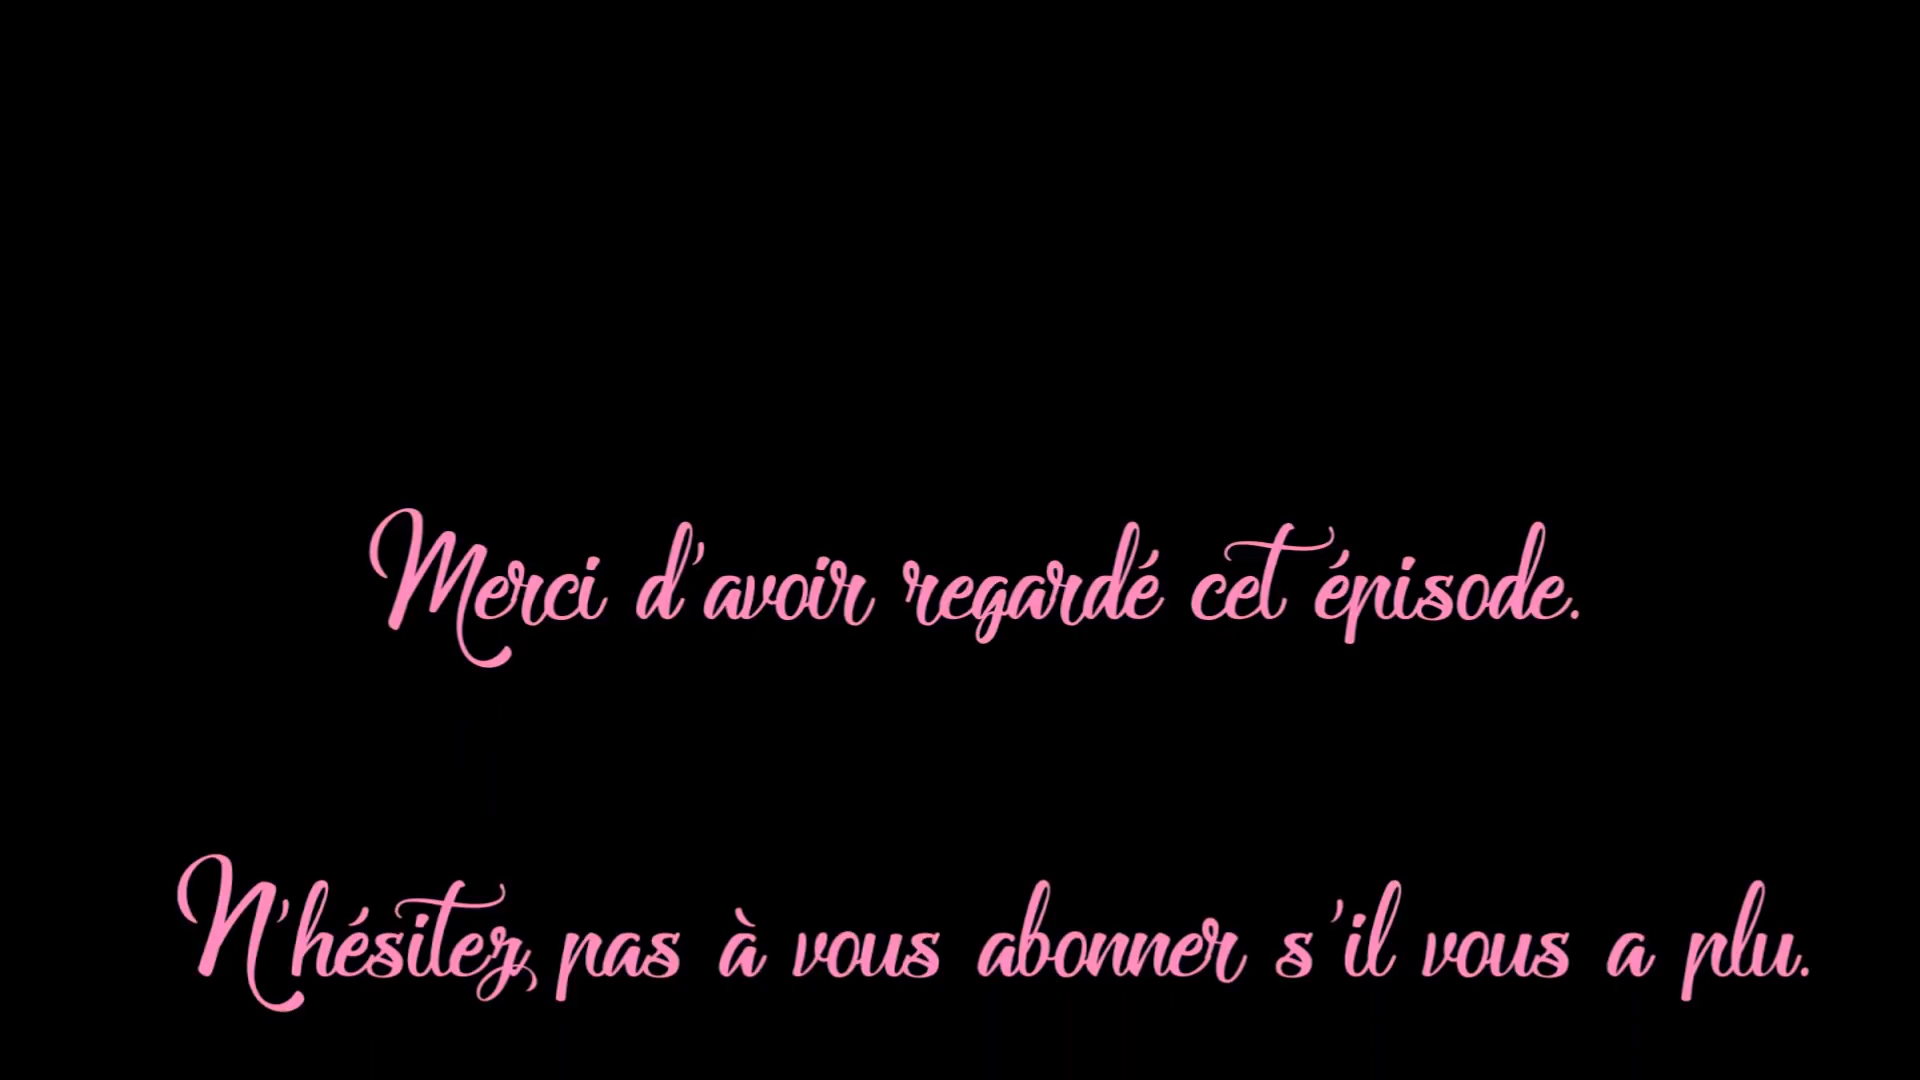 Merci d'avoir regardé cet épisode.
N'hésitez pas à vous abonner s'il vous a plu.